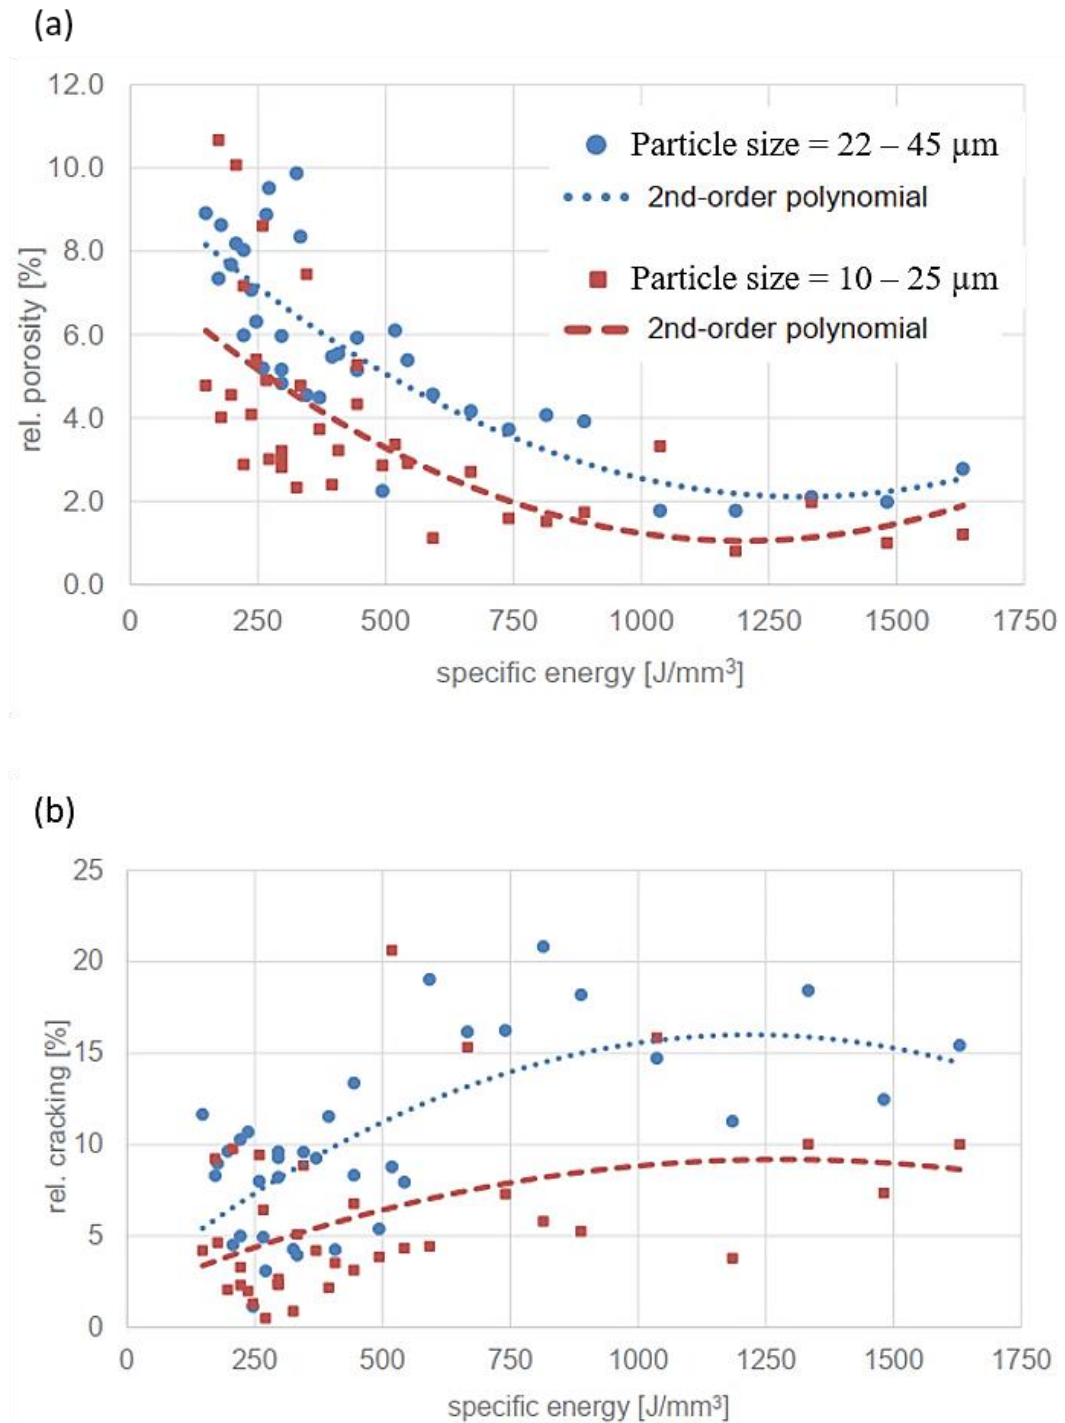 (a)
12.0
10.0
8.0
6.0
4.0
2.0
0.0
rel. porosity [%]
Particle size = 22 – 45 µm
2nd-order polynomial
Particle size = 10 – 25 µm
2nd-order polynomial
0 250 500 750 1000 1250 1500 1750
specific energy [J/mm³]
(b)
25
20
15
10
5
0
rel. cracking [%]
0 250 500 750 1000 1250 1500 1750
specific energy [J/mm³]